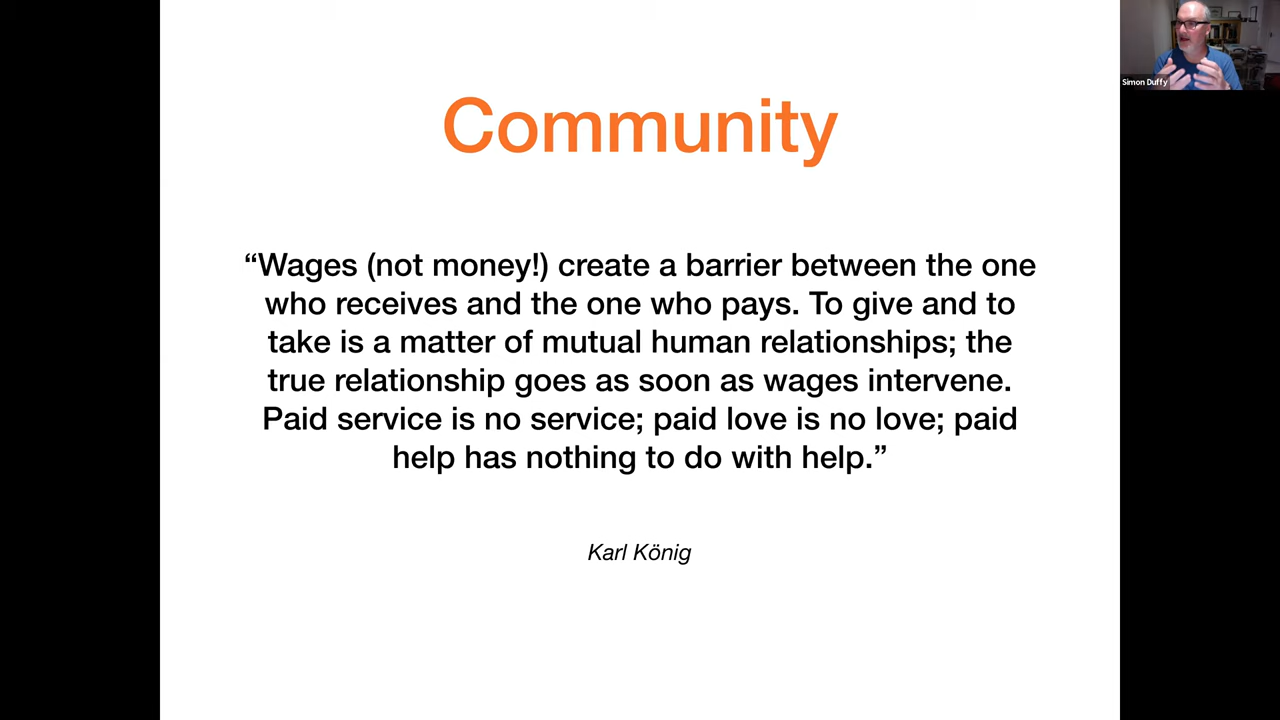 Community
“Wages (not money!) create a barrier between the one
who receives and the one who pays. To give and to
take is a matter of mutual human relationships; the
true relationship goes as soon as wages intervene.
Paid service is no service; paid love is no love; paid
help has nothing to do with help.”
Karl König
Simon Duffy